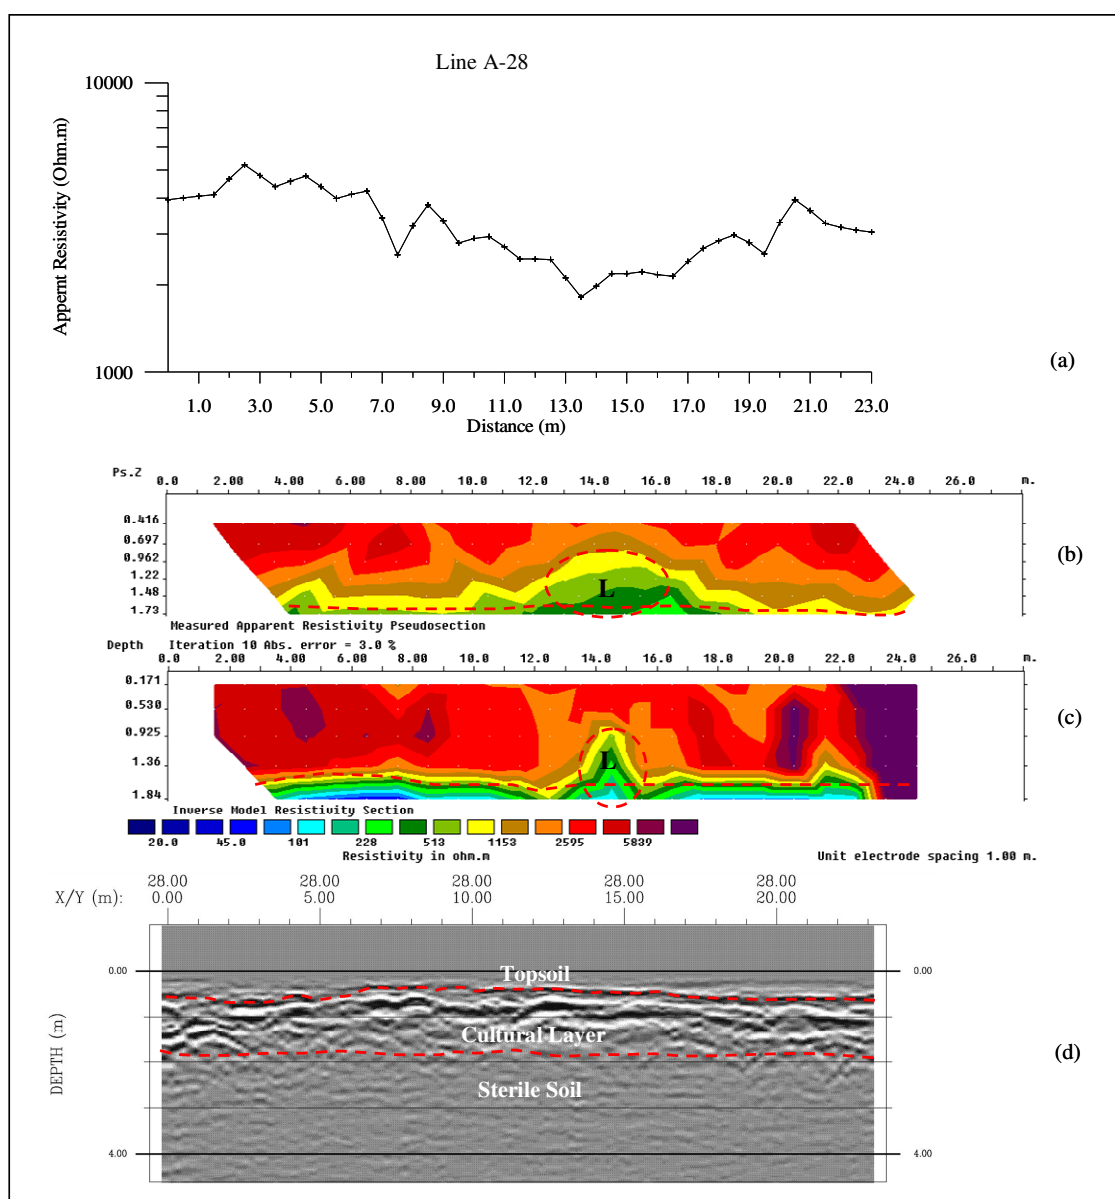 Line A-28
10000
Appernt Resistivity (Ohm.m)
1000
(a)
1.0 3.0 5.0 7.0 9.0 11.0 13.0 15.0 17.0 19.0 21.0 23.0
Distance (m)
Ps.Z
0.0 2.00 4.00 6.00 8.00 10.0 12.0 14.0 16.0 18.0 20.0 22.0 24.0 26.0 m.
0.416
0.697
0.962
1.22
1.48
1.73
L
(b)
Measured Apparent Resistivity Pseudosection
Depth Iteration 10 Abs. error = 3.0 %
0.0 2.00 4.00 6.00 8.00 10.0 12.0 14.0 16.0 18.0 20.0 22.0 24.0 26.0 m.
0.171
0.530
0.925
1.36
1.84
L
(c)
Inverse Model Resistivity Section
20.0 45.0 101 228 513 1153 2595 5839
Resistivity in ohm.m
Unit electrode spacing 1.00 m.
28.00 28.00 28.00 28.00 28.00
X/Y (m): 0.00 5.00 10.00 15.00 20.00
0.00 Topsoil 0.00
Cultural Layer
DEPTH (m)
(d)
Sterile Soil
4.00 4.00